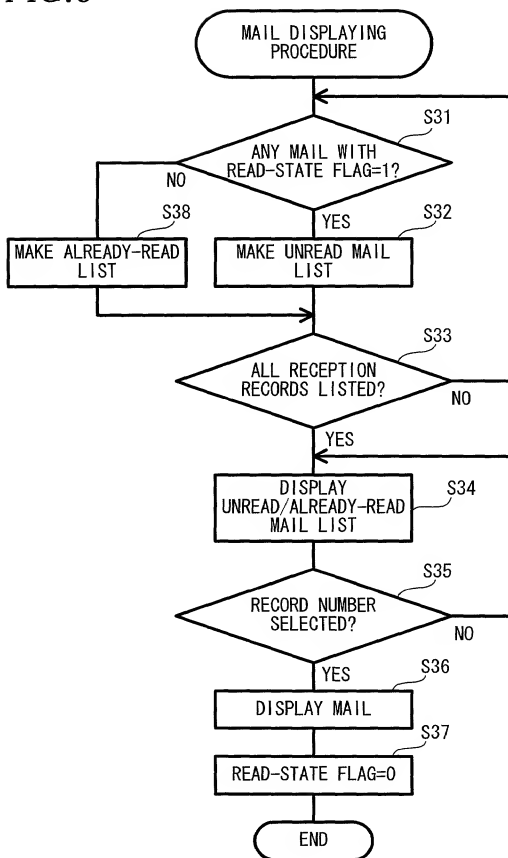 MAIL DISPLAYING
PROCEDURE
S31
ANY MAIL WITH
READ-STATE FLAG=1?
NO
YES
S38
MAKE ALREADY-READ
LIST
S32
MAKE UNREAD MAIL
LIST
S33
ALL RECEPTION
RECORDS LISTED?
NO
YES
S34
DISPLAY
UNREAD/ALREADY-READ
MAIL LIST
S35
RECORD NUMBER
SELECTED?
NO
YES
S36
DISPLAY MAIL
S37
READ-STATE FLAG=0
END